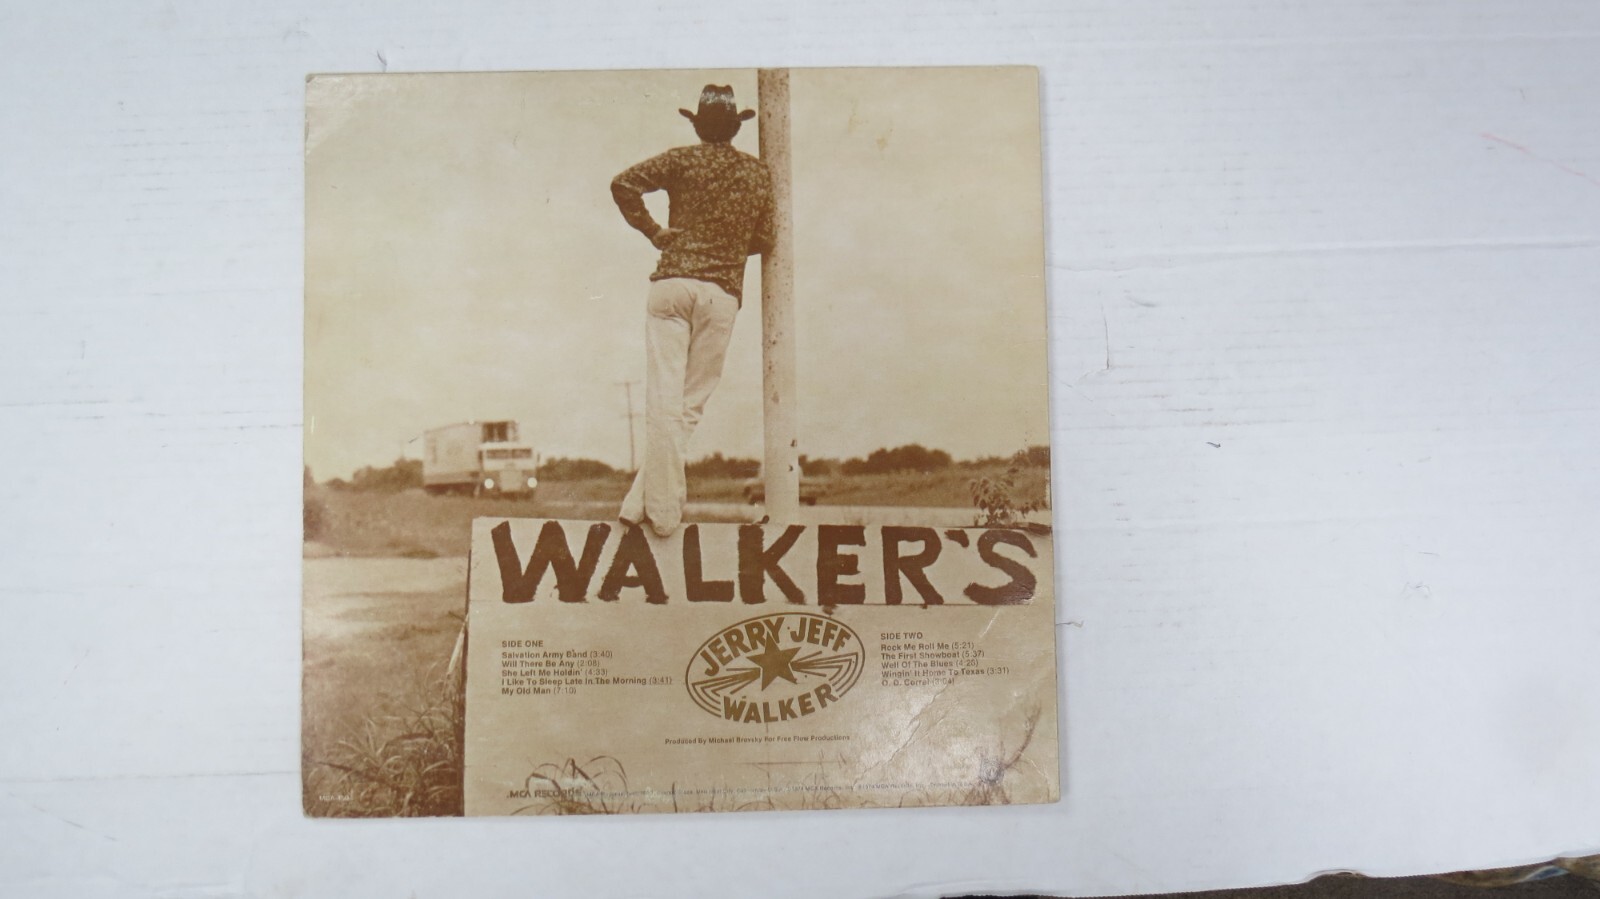 WALKER'S
JERRY JEFF
WALKER
SIDE ONE
Salvation Army Band (3:40)
Will There Be Any (2:08)
She Left Me Holdin' (4:33)
I Like To Sleep Late In The Morning (3:41)
My Old Man (7:10)
SIDE TWO
Rock Me Roll Me (5:21)
The First Showboat (5:37)
Well Of The Blues (4:20)
Wingin' It Home To Texas (3:31)
O. D. Corral
Produced By Michael Brovsky For Free Flow Productions
MCA RECORDS